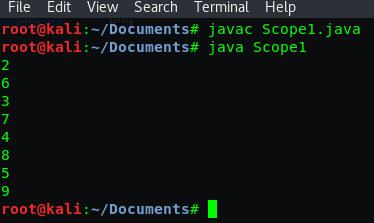 File Edit View Search Terminal Help
root@kali:~/Documents# javac Scope1.java
root@kali:~/Documents# java Scope1
2
6
3
7
4
8
5
9
root@kali:~/Documents#